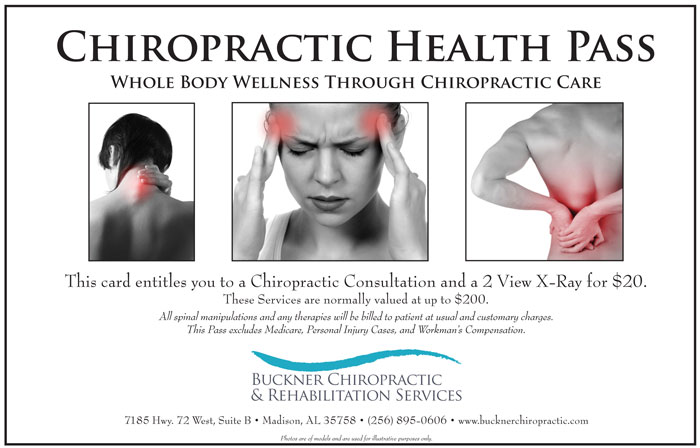 Chiropractic Health Pass
Whole Body Wellness Through Chiropractic Care
This card entitles you to a Chiropractic Consultation and a 2 View X-Ray for $20.
These Services are normally valued at up to $200.
All spinal manipulations and any therapies will be billed to patient at usual and customary charges.
This Pass excludes Medicare, Personal Injury Cases, and Workman's Compensation.
Buckner Chiropractic
& Rehabilitation Services
7185 Hwy. 72 West, Suite B • Madison, AL 35758 • (256) 895-0606 • www.bucknerchiropractic.com
Photos are of models and are used for illustrative purposes only.